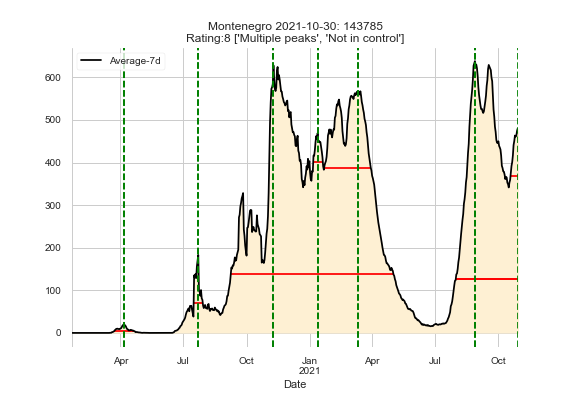 Montenegro 2021-10-30: 143785
Rating:8 ['Multiple peaks', 'Not in control']
Average-7d
600
500
400
300
200
100
0
Apr
Jul
Oct
Jan
2021
Apr
Jul
Oct
Date